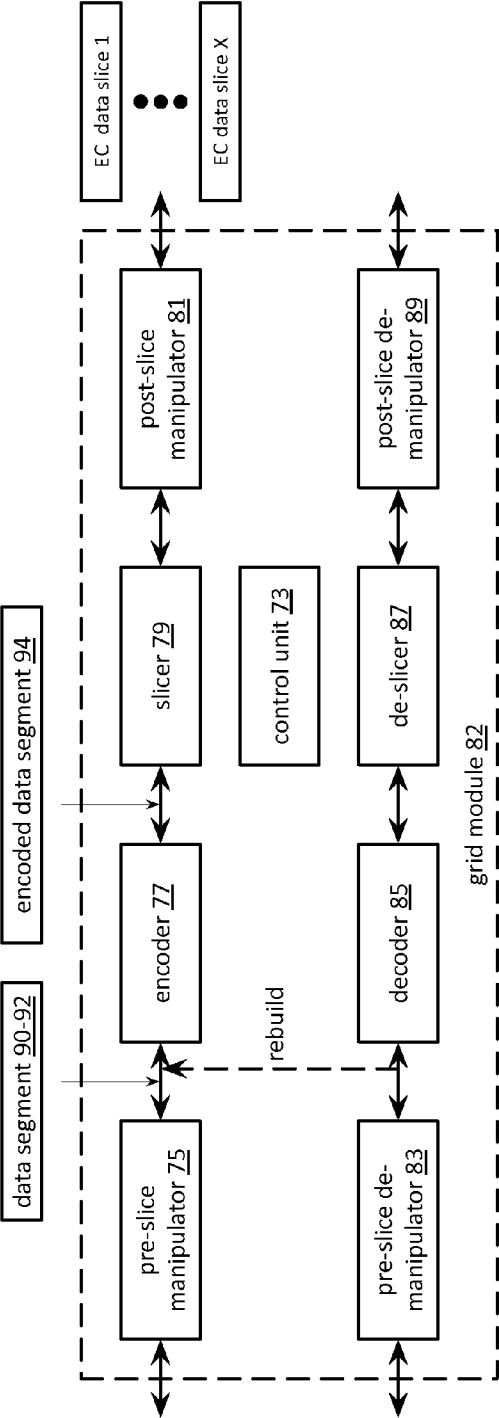 data segment 90-92
encoded data segment 94
EC data slice 1
EC data slice X
pre-slice
manipulator 75
encoder 77
slicer 79
post-slice
manipulator 81
rebuild
control unit 73
pre-slice de-
manipulator 83
decoder 85
de-slicer 87
post-slice de-
manipulator 89
grid module 82